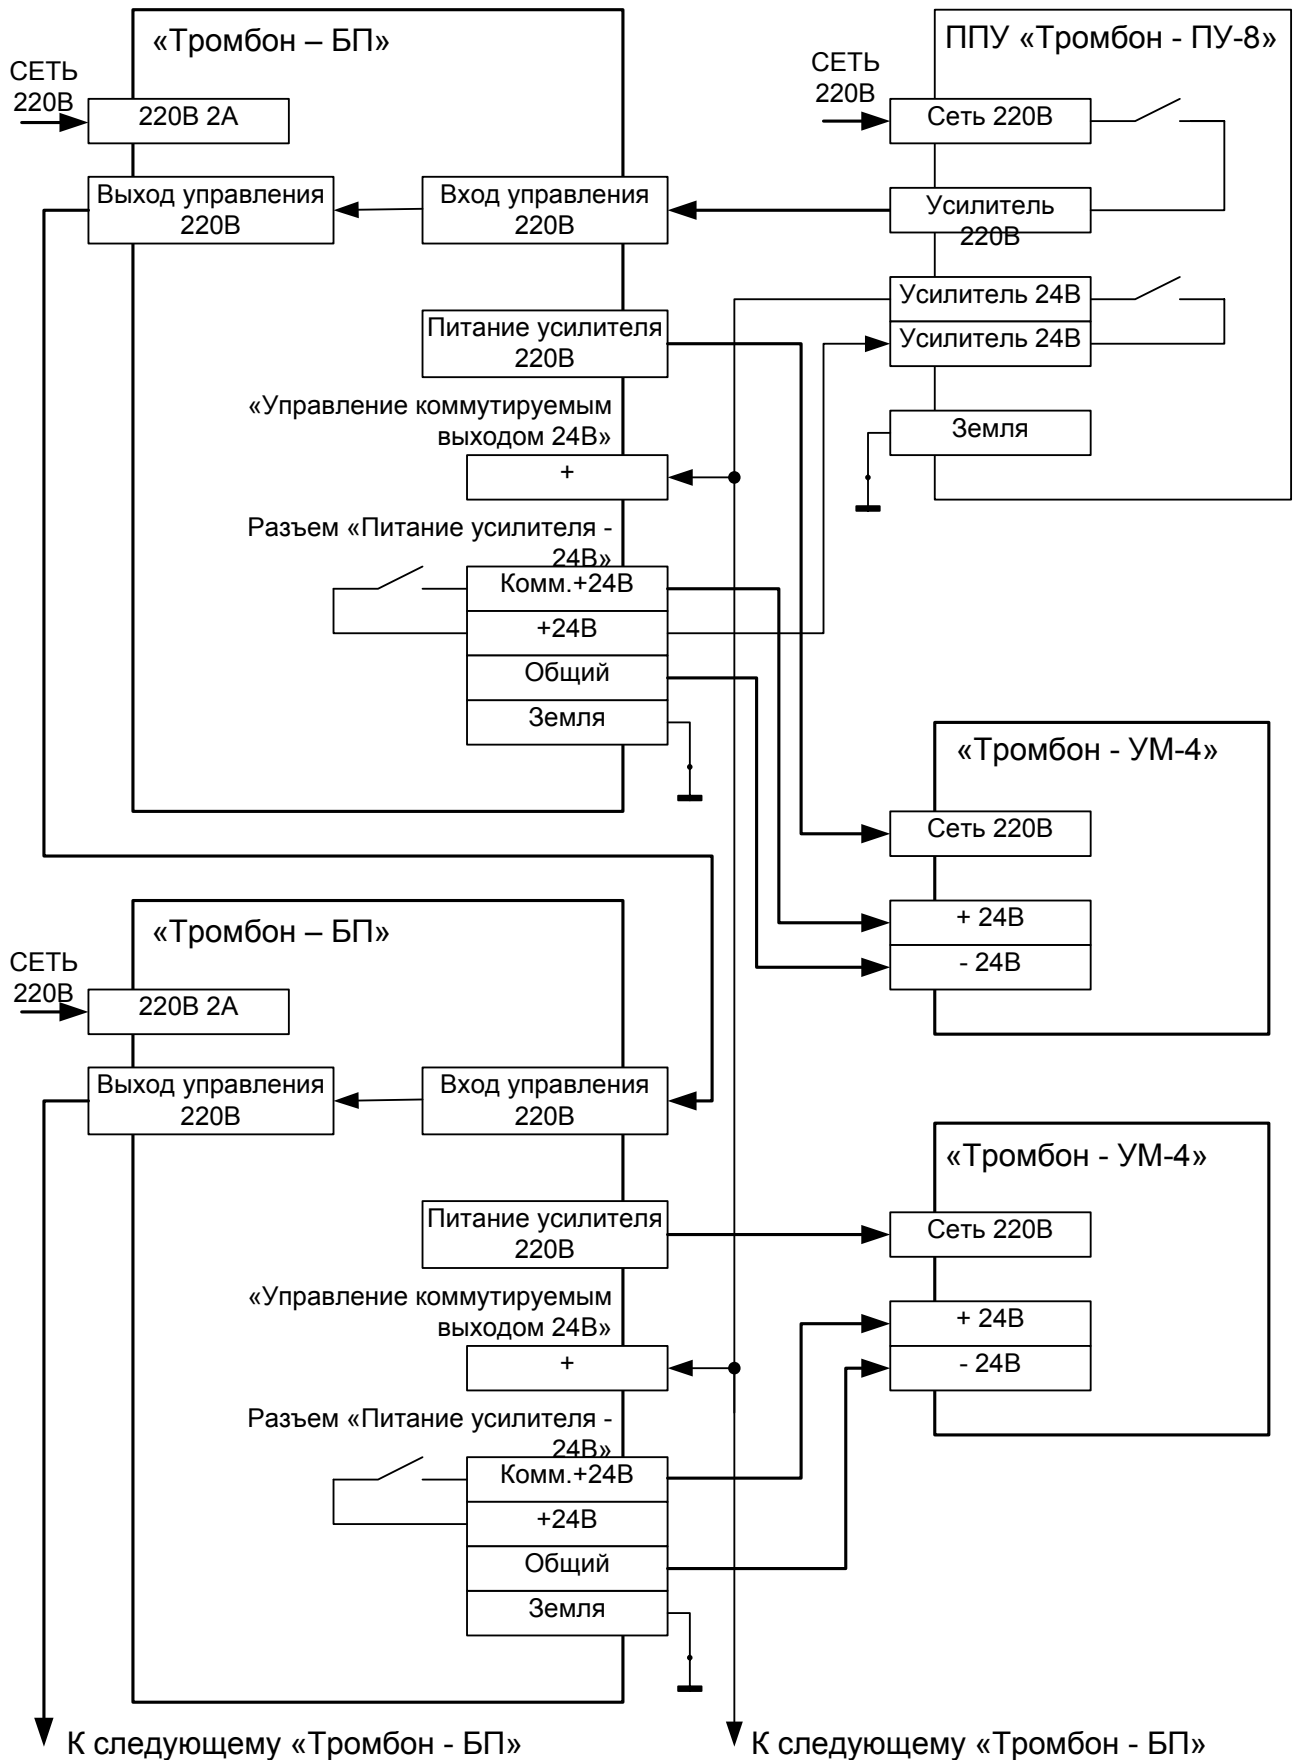 «Тромбон – БП»
СЕТЬ
220В
220В 2А
Выход управления
220В
Вход управления
220В
Питание усилителя
220В
«Управление коммутируемым
выходом 24В»
+
Разъем «Питание усилителя -
24В»
Комм.+24В
+24В
Общий
Земля
ППУ «Тромбон - ПУ-8»
СЕТЬ
220В
Сеть 220В
Усилитель
220В
Усилитель 24В
Усилитель 24В
Земля
«Тромбон - УМ-4»
Сеть 220В
+ 24В
- 24В
«Тромбон – БП»
СЕТЬ
220В
220В 2А
Выход управления
220В
Вход управления
220В
Питание усилителя
220В
«Управление коммутируемым
выходом 24В»
+
Разъем «Питание усилителя -
24В»
Комм.+24В
+24В
Общий
Земля
«Тромбон - УМ-4»
Сеть 220В
+ 24В
- 24В
К следующему «Тромбон - БП»
К следующему «Тромбон - БП»